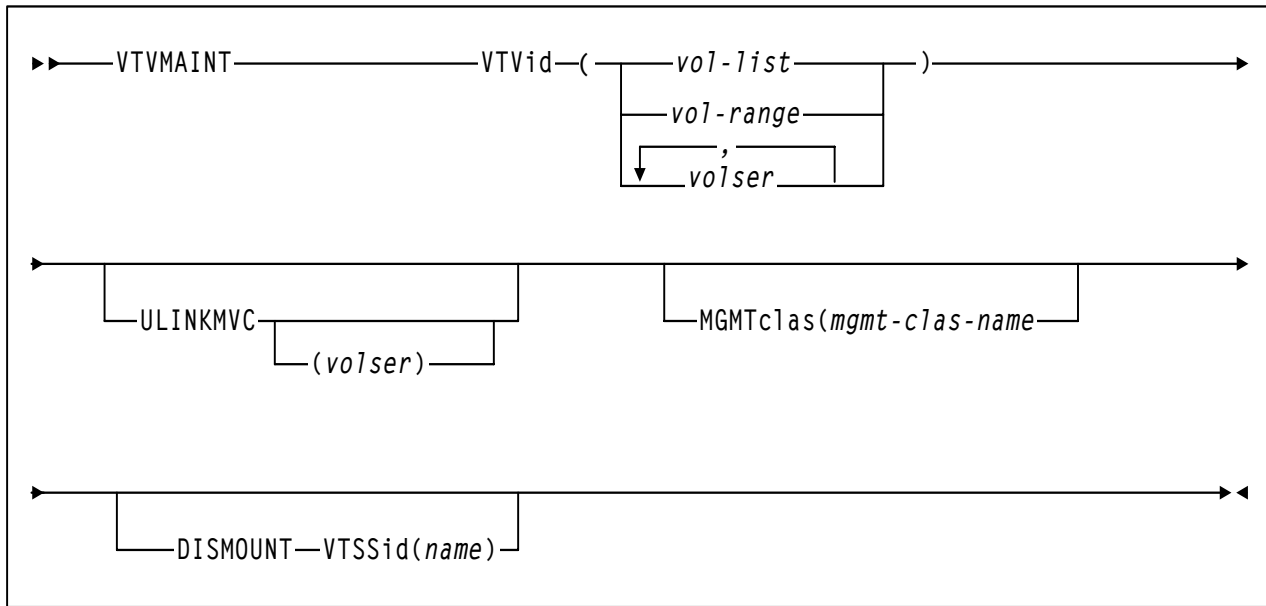 VTVMAINT VTVid ( vol-list )
vol-range
,
volser
ULINKMVC MGMTclas(mgmt-clas-name
(volser)
DISMOUNT VTSSid(name)